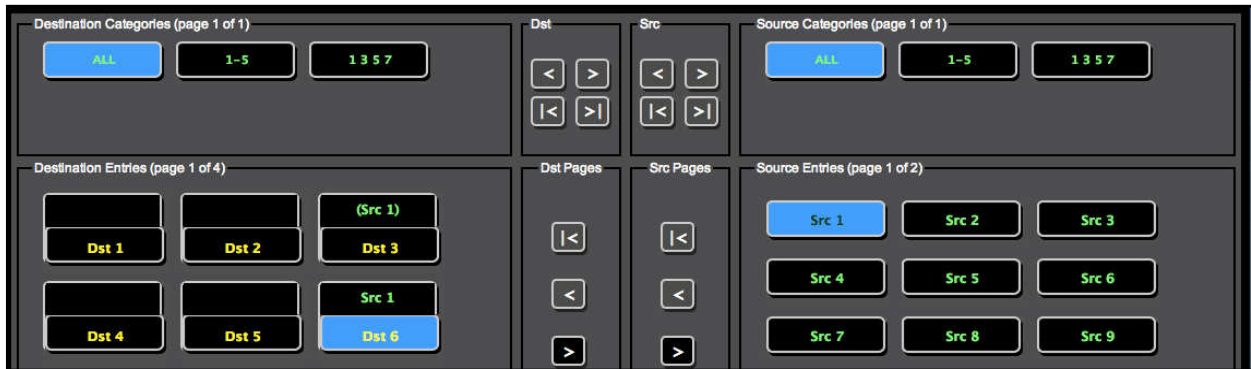 Destination Categories (page 1 of 1)
ALL
1-5
1 3 5 7
Dst
<
>
|<
>|
Src
<
>
|<
>|
Source Categories (page 1 of 1)
ALL
1-5
1 3 5 7
Destination Entries (page 1 of 4)
(Src 1)
Dst 1
Dst 2
Dst 3
Src 1
Dst 4
Dst 5
Dst 6
Dst Pages
|<
<
>
Src Pages
|<
<
>
Source Entries (page 1 of 2)
Src 1
Src 2
Src 3
Src 4
Src 5
Src 6
Src 7
Src 8
Src 9